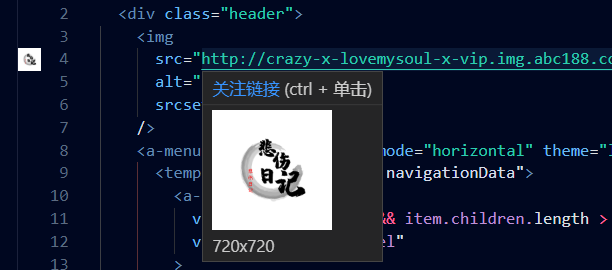 2 <div class="header">
3 <img
4 src="http://crazy-x-lovemysoul-x-vip.img.abc188.co
5 alt="
6 srcse
7 />
8 <a-menu mode="horizontal" theme="l
9 <temp navigationData">
10 <a-
11 v && item.children.length >
12 v el"
13 >
关注链接 (ctrl + 单击)
悲伤
日记
720x720